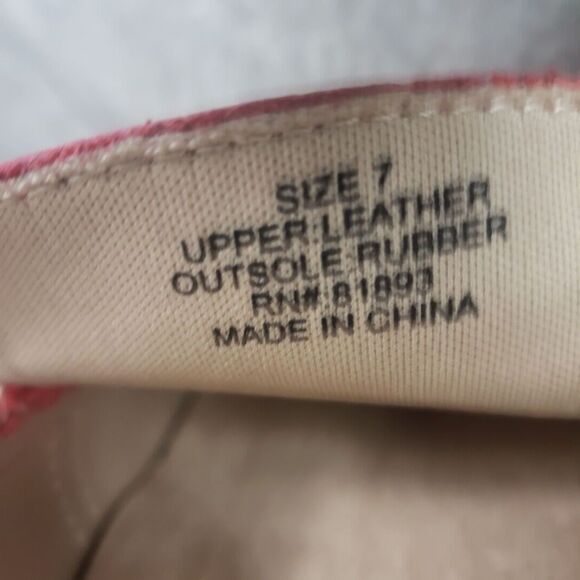 SIZE 7
UPPER:LEATHER
OUTSOLE:RUBBER
RN#:81893
MADE IN CHINA